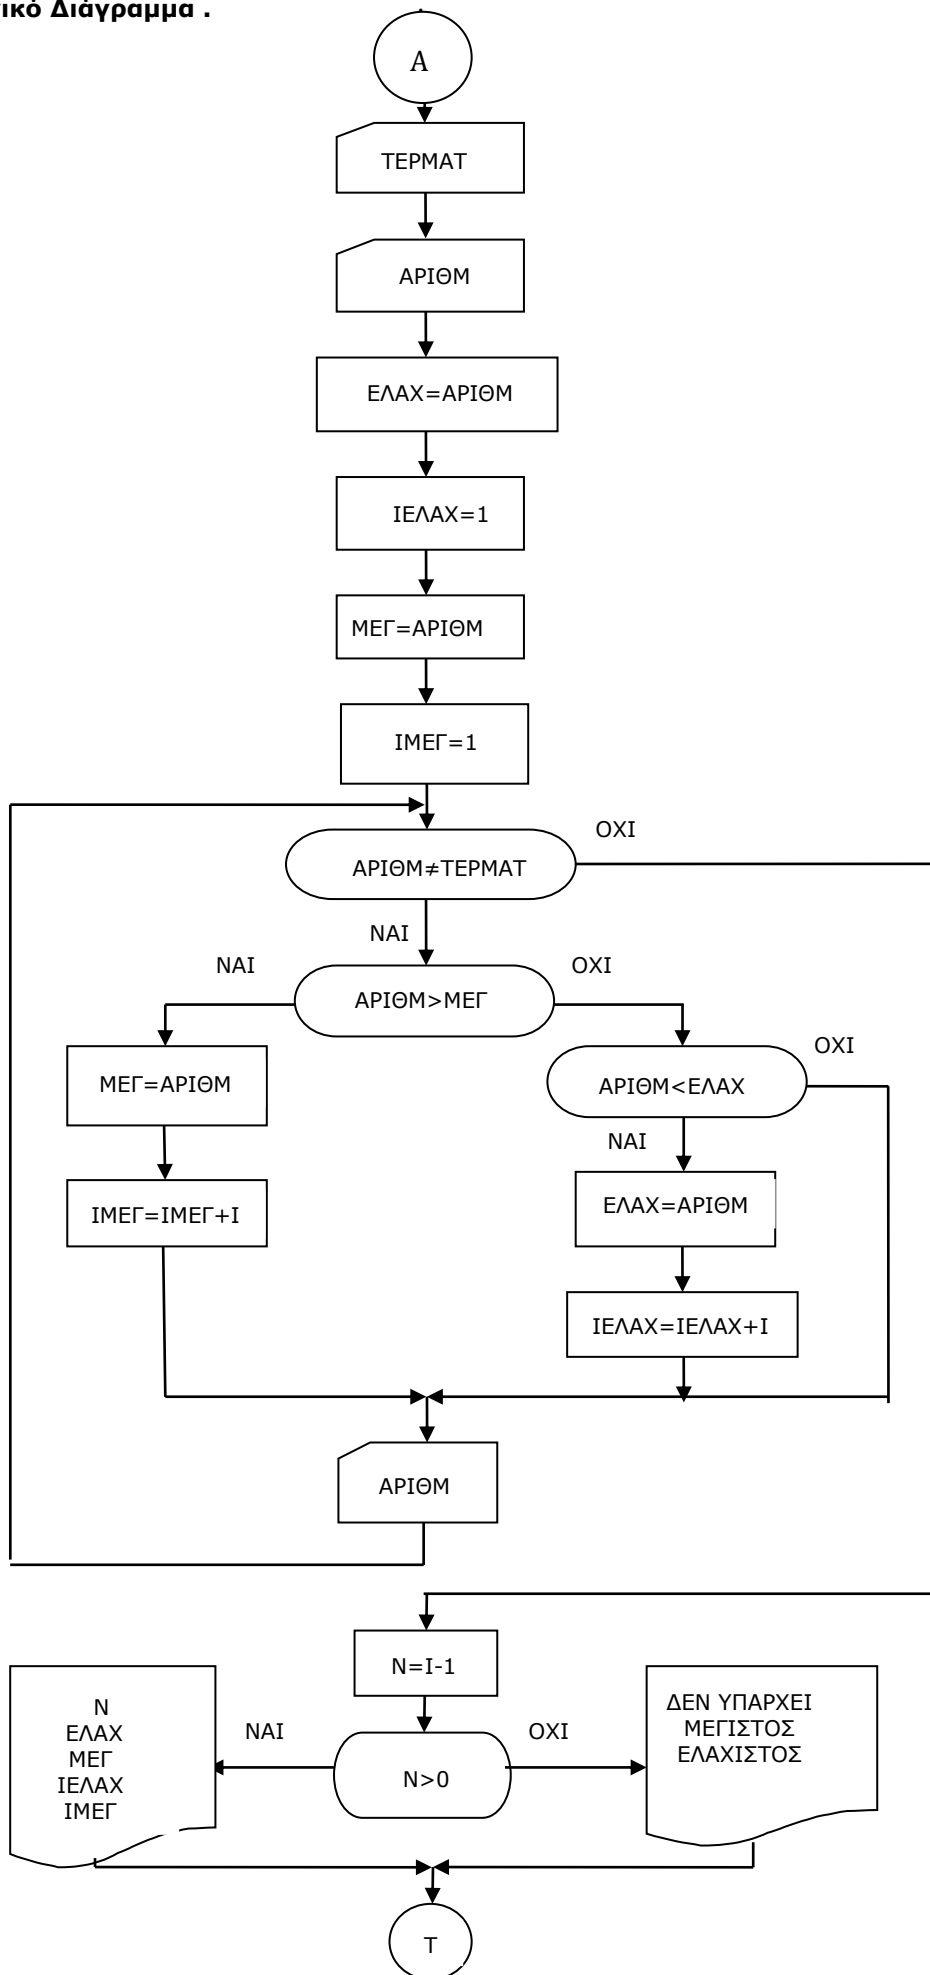 ικό Διάγραμμα .
Α
ΤΕΡΜΑΤ
ΑΡΙΘΜ
ΕΛΑΧ=ΑΡΙΘΜ
ΙΕΛΑΧ=1
ΜΕΓ=ΑΡΙΘΜ
ΙΜΕΓ=1
ΟΧΙ
ΑΡΙΘΜ≠ΤΕΡΜΑΤ
ΝΑΙ
ΝΑΙ
ΟΧΙ
ΑΡΙΘΜ>ΜΕΓ
ΟΧΙ
ΜΕΓ=ΑΡΙΘΜ
ΑΡΙΘΜ<ΕΛΑΧ
ΝΑΙ
ΙΜΕΓ=ΙΜΕΓ+Ι
ΕΛΑΧ=ΑΡΙΘΜ
ΙΕΛΑΧ=ΙΕΛΑΧ+Ι
ΑΡΙΘΜ
Ν=Ι-1
Ν
ΕΛΑΧ
ΜΕΓ
ΙΕΛΑΧ
ΙΜΕΓ
ΝΑΙ
Ν>0
ΟΧΙ
ΔΕΝ ΥΠΑΡΧΕΙ
ΜΕΓΙΣΤΟΣ
ΕΛΑΧΙΣΤΟΣ
Τ